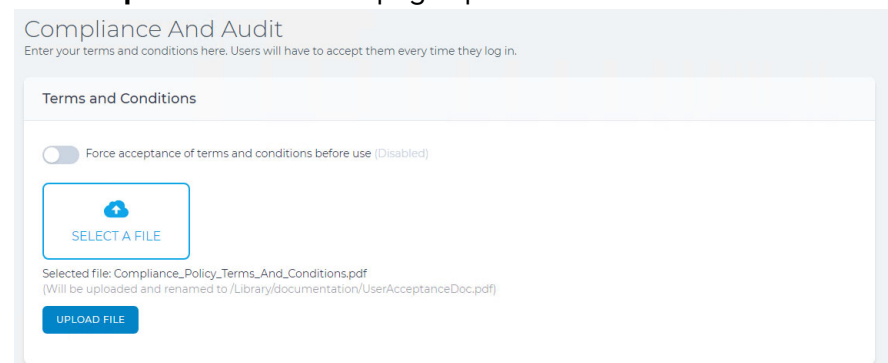 Compliance And Audit
Enter your terms and conditions here. Users will have to accept them every time they log in.
Terms and Conditions
Force acceptance of terms and conditions before use (Disabled)
SELECT A FILE
Selected file: Compliance_Policy_Terms_And_Conditions.pdf
(Will be uploaded and renamed to /Library/documentation/UserAcceptanceDoc.pdf)
UPLOAD FILE